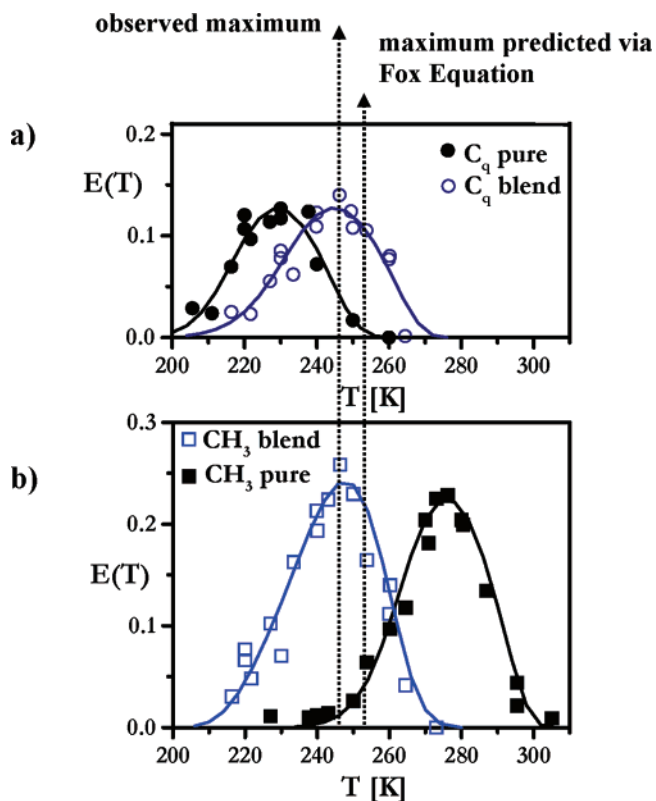 observed maximum
maximum predicted via
Fox Equation
a)
0.2
0.1
0.0
E(T)
C_q pure
C_q blend
200 220 240 260 280 300
T [K]
b)
0.3
0.2
0.1
0.0
E(T)
CH₃ blend
CH₃ pure
200 220 240 260 280 300
T [K]